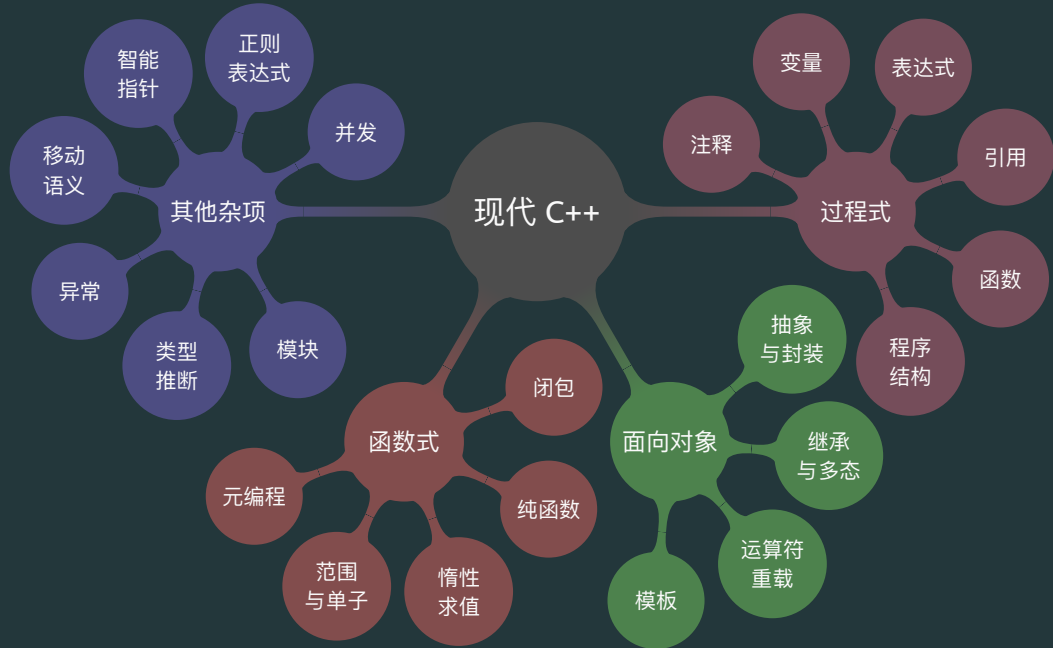 现代 C++
其他杂项
智能
指针
正则
表达式
并发
移动
语义
异常
类型
推断
模块
过程式
注释
变量
表达式
引用
函数
程序
结构
函数式
闭包
纯函数
惰性
求值
范围
与单子
元编程
面向对象
抽象
与封装
继承
与多态
运算符
重载
模板